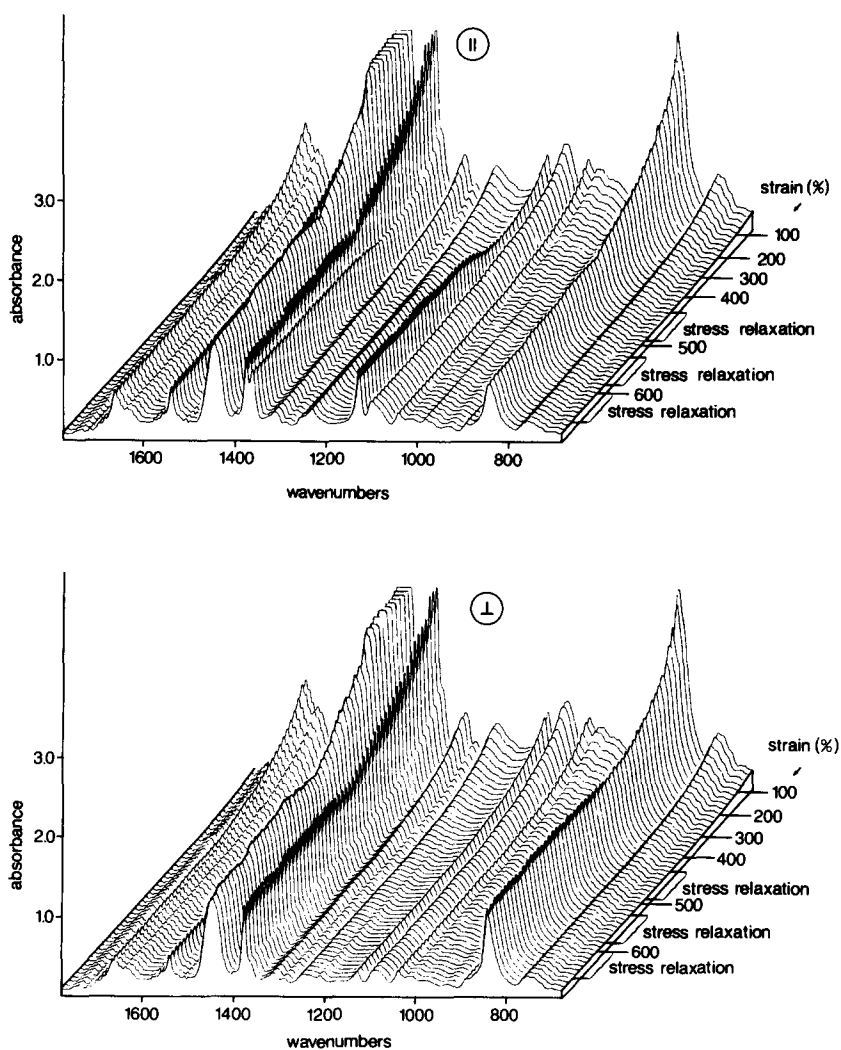 ||
strain (%)
3.0
100
200
absorbance
2.0
300
400
stress relaxation
1.0
500
stress relaxation
600
stress relaxation
1600 1400 1200 1000 800
wavenumbers
⊥
strain (%)
3.0
100
200
absorbance
2.0
300
400
stress relaxation
1.0
500
stress relaxation
600
stress relaxation
1600 1400 1200 1000 800
wavenumbers